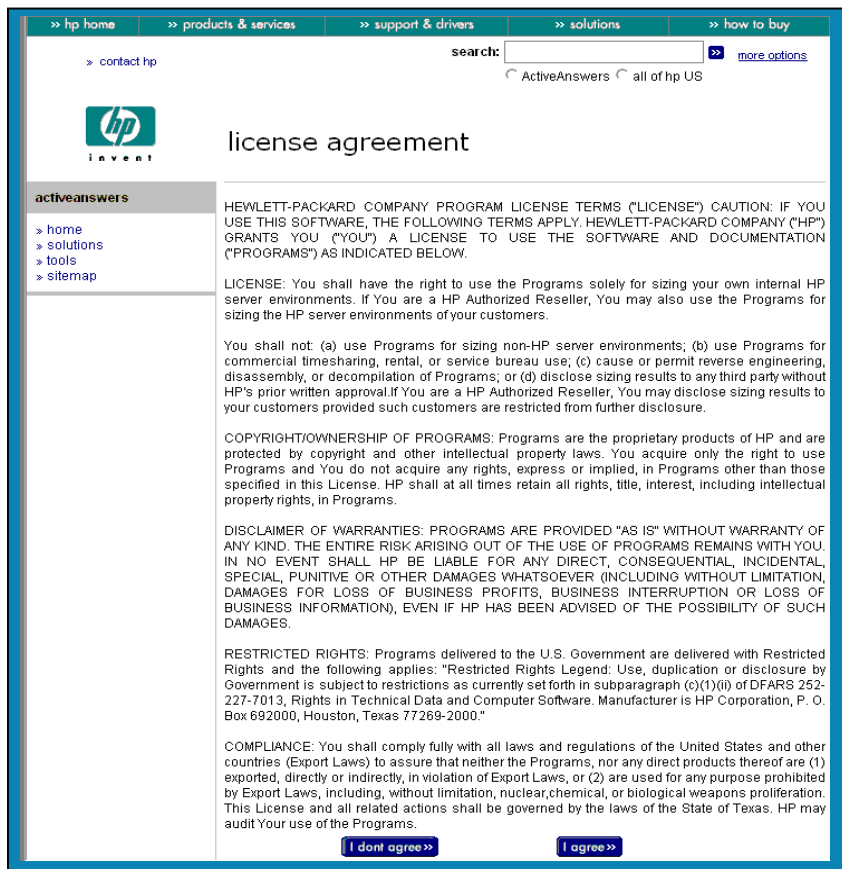 » hp home » products & services » support & drivers » solutions » how to buy
» contact hp
search: » more options
ActiveAnswers all of hp US
hp
invent
license agreement
activeanswers
» home
» solutions
» tools
» sitemap
HEWLETT-PACKARD COMPANY PROGRAM LICENSE TERMS ("LICENSE") CAUTION: IF YOU
USE THIS SOFTWARE, THE FOLLOWING TERMS APPLY. HEWLETT-PACKARD COMPANY ("HP")
GRANTS YOU ("YOU") A LICENSE TO USE THE SOFTWARE AND DOCUMENTATION
("PROGRAMS") AS INDICATED BELOW.
LICENSE: You shall have the right to use the Programs solely for sizing your own internal HP
server environments. If You are a HP Authorized Reseller, You may also use the Programs for
sizing the HP server environments of your customers.
You shall not: (a) use Programs for sizing non-HP server environments; (b) use Programs for
commercial timesharing, rental, or service bureau use; (c) cause or permit reverse engineering,
disassembly, or decompilation of Programs; or (d) disclose sizing results to any third party without
HP's prior written approval.If You are a HP Authorized Reseller, You may disclose sizing results to
your customers provided such customers are restricted from further disclosure.
COPYRIGHT/OWNERSHIP OF PROGRAMS: Programs are the proprietary products of HP and are
protected by copyright and other intellectual property laws. You acquire only the right to use
Programs and You do not acquire any rights, express or implied, in Programs other than those
specified in this License. HP shall at all times retain all rights, title, interest, including intellectual
property rights, in Programs.
DISCLAIMER OF WARRANTIES: PROGRAMS ARE PROVIDED "AS IS" WITHOUT WARRANTY OF
ANY KIND. THE ENTIRE RISK ARISING OUT OF THE USE OF PROGRAMS REMAINS WITH YOU.
IN NO EVENT SHALL HP BE LIABLE FOR ANY DIRECT, CONSEQUENTIAL, INCIDENTAL,
SPECIAL, PUNITIVE OR OTHER DAMAGES WHATSOEVER (INCLUDING WITHOUT LIMITATION,
DAMAGES FOR LOSS OF BUSINESS PROFITS, BUSINESS INTERRUPTION OR LOSS OF
BUSINESS INFORMATION), EVEN IF HP HAS BEEN ADVISED OF THE POSSIBILITY OF SUCH
DAMAGES.
RESTRICTED RIGHTS: Programs delivered to the U.S. Government are delivered with Restricted
Rights and the following applies: "Restricted Rights Legend: Use, duplication or disclosure by
Government is subject to restrictions as currently set forth in subparagraph (c)(1)(ii) of DFARS 252-
227-7013, Rights in Technical Data and Computer Software. Manufacturer is HP Corporation, P. O.
Box 692000, Houston, Texas 77269-2000."
COMPLIANCE: You shall comply fully with all laws and regulations of the United States and other
countries (Export Laws) to assure that neither the Programs, nor any direct products thereof are (1)
exported, directly or indirectly, in violation of Export Laws, or (2) are used for any purpose prohibited
by Export Laws, including, without limitation, nuclear,chemical, or biological weapons proliferation.
This License and all related actions shall be governed by the laws of the State of Texas. HP may
audit Your use of the Programs.
I dont agree » I agree »